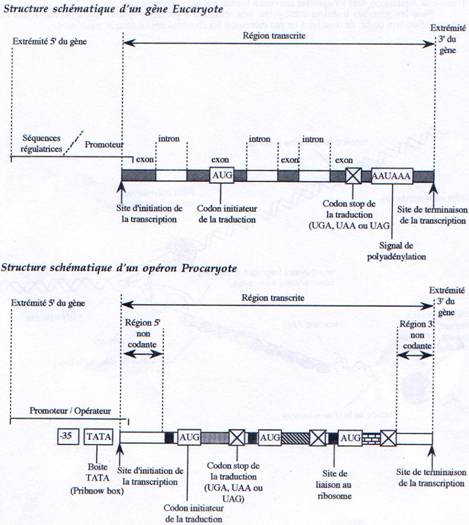 Structure schématique d'un gène Eucaryote
Extrémité 5' du gène
Région transcrite
Extrémité
3' du
gène
Séquences
régulatrices
Promoteur
exon
intron
exon
intron
exon
intron
exon
AUG
AAUAAA
Site d'initiation de
la transcription
Codon initiateur
de la traduction
Codon stop de
la traduction
(UGA, UAA ou UAG
Site de terminaison
de la transcription
Signal de
polyadénylation
Structure schématique d'un opéron Procaryote
Extrémité 5' du gène
Région transcrite
Extrémité
3' du
gène
Région 5'
non
codante
Région 3'
non
codante
Promoteur / Opérateur
-35
TATA
AUG
AUG
AUG
Boite
TATA
(Pribnow box)
Site d'initiation de
la transcription
Codon initiateur
de la traduction
Codon stop de
la traduction
(UGA, UAA ou
UAG)
Site de
liaison au
ribosome
Site de terminaison
de la transcription